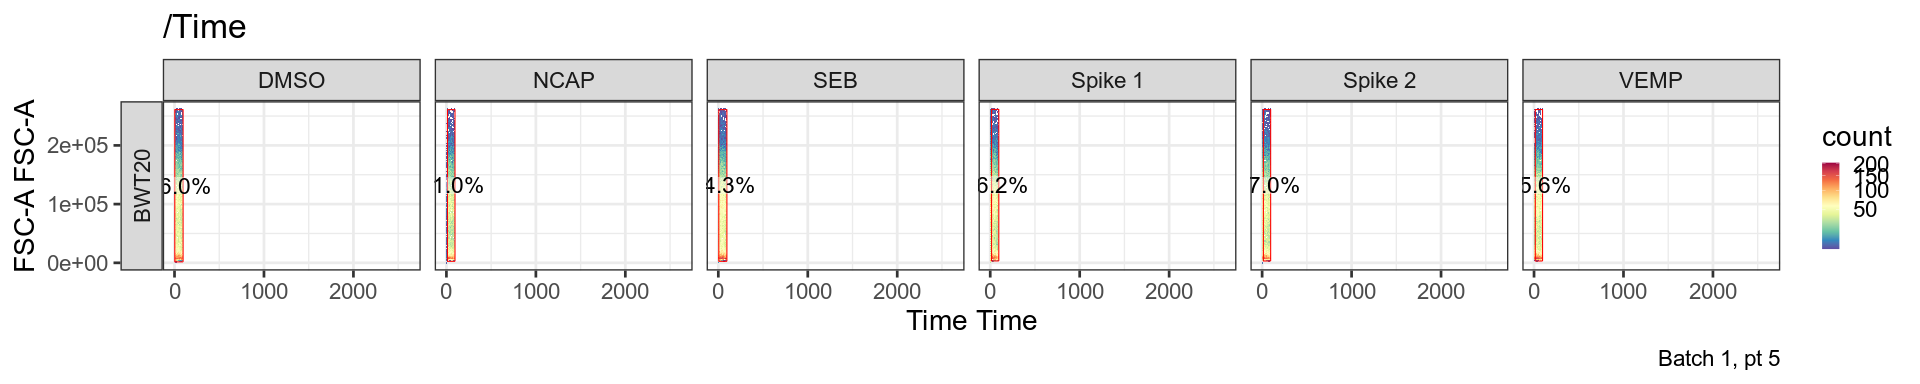 /Time
DMSO NCAP SEB Spike 1 Spike 2 VEMP
FSC-A FSC-A
BWT20
2e+05
1e+05
0e+00
6.0% 1.0% 4.3% 6.2% 7.0% 5.6%
0 1000 2000 0 1000 2000 0 1000 2000 0 1000 2000 0 1000 2000 0 1000 2000
Time Time
count
200
150
100
50
Batch 1, pt 5